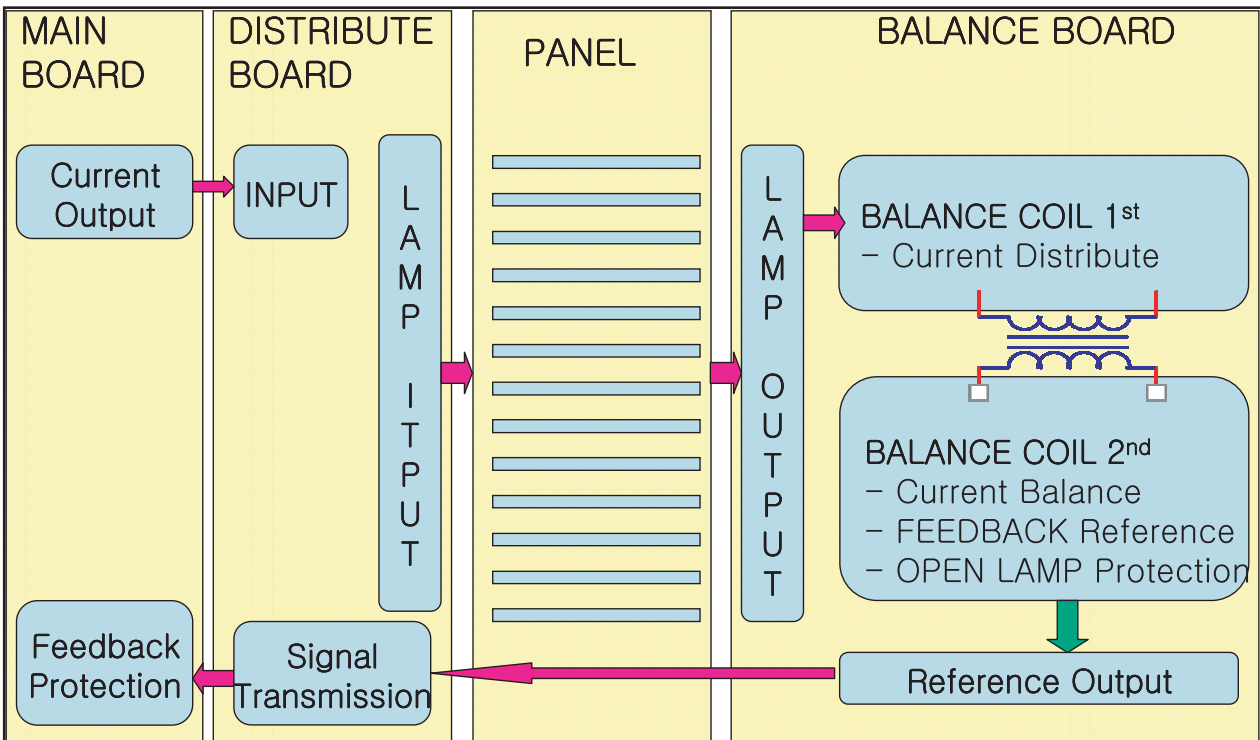 MAIN
BOARD
DISTRIBUTE
BOARD
PANEL
BALANCE BOARD
Current
Output
INPUT
LAMP ITPUT
LAMP OUTPUT
BALANCE COIL 1st
- Current Distribute
BALANCE COIL 2nd
- Current Balance
- FEEDBACK Reference
- OPEN LAMP Protection
Feedback
Protection
Signal
Transmission
Reference Output